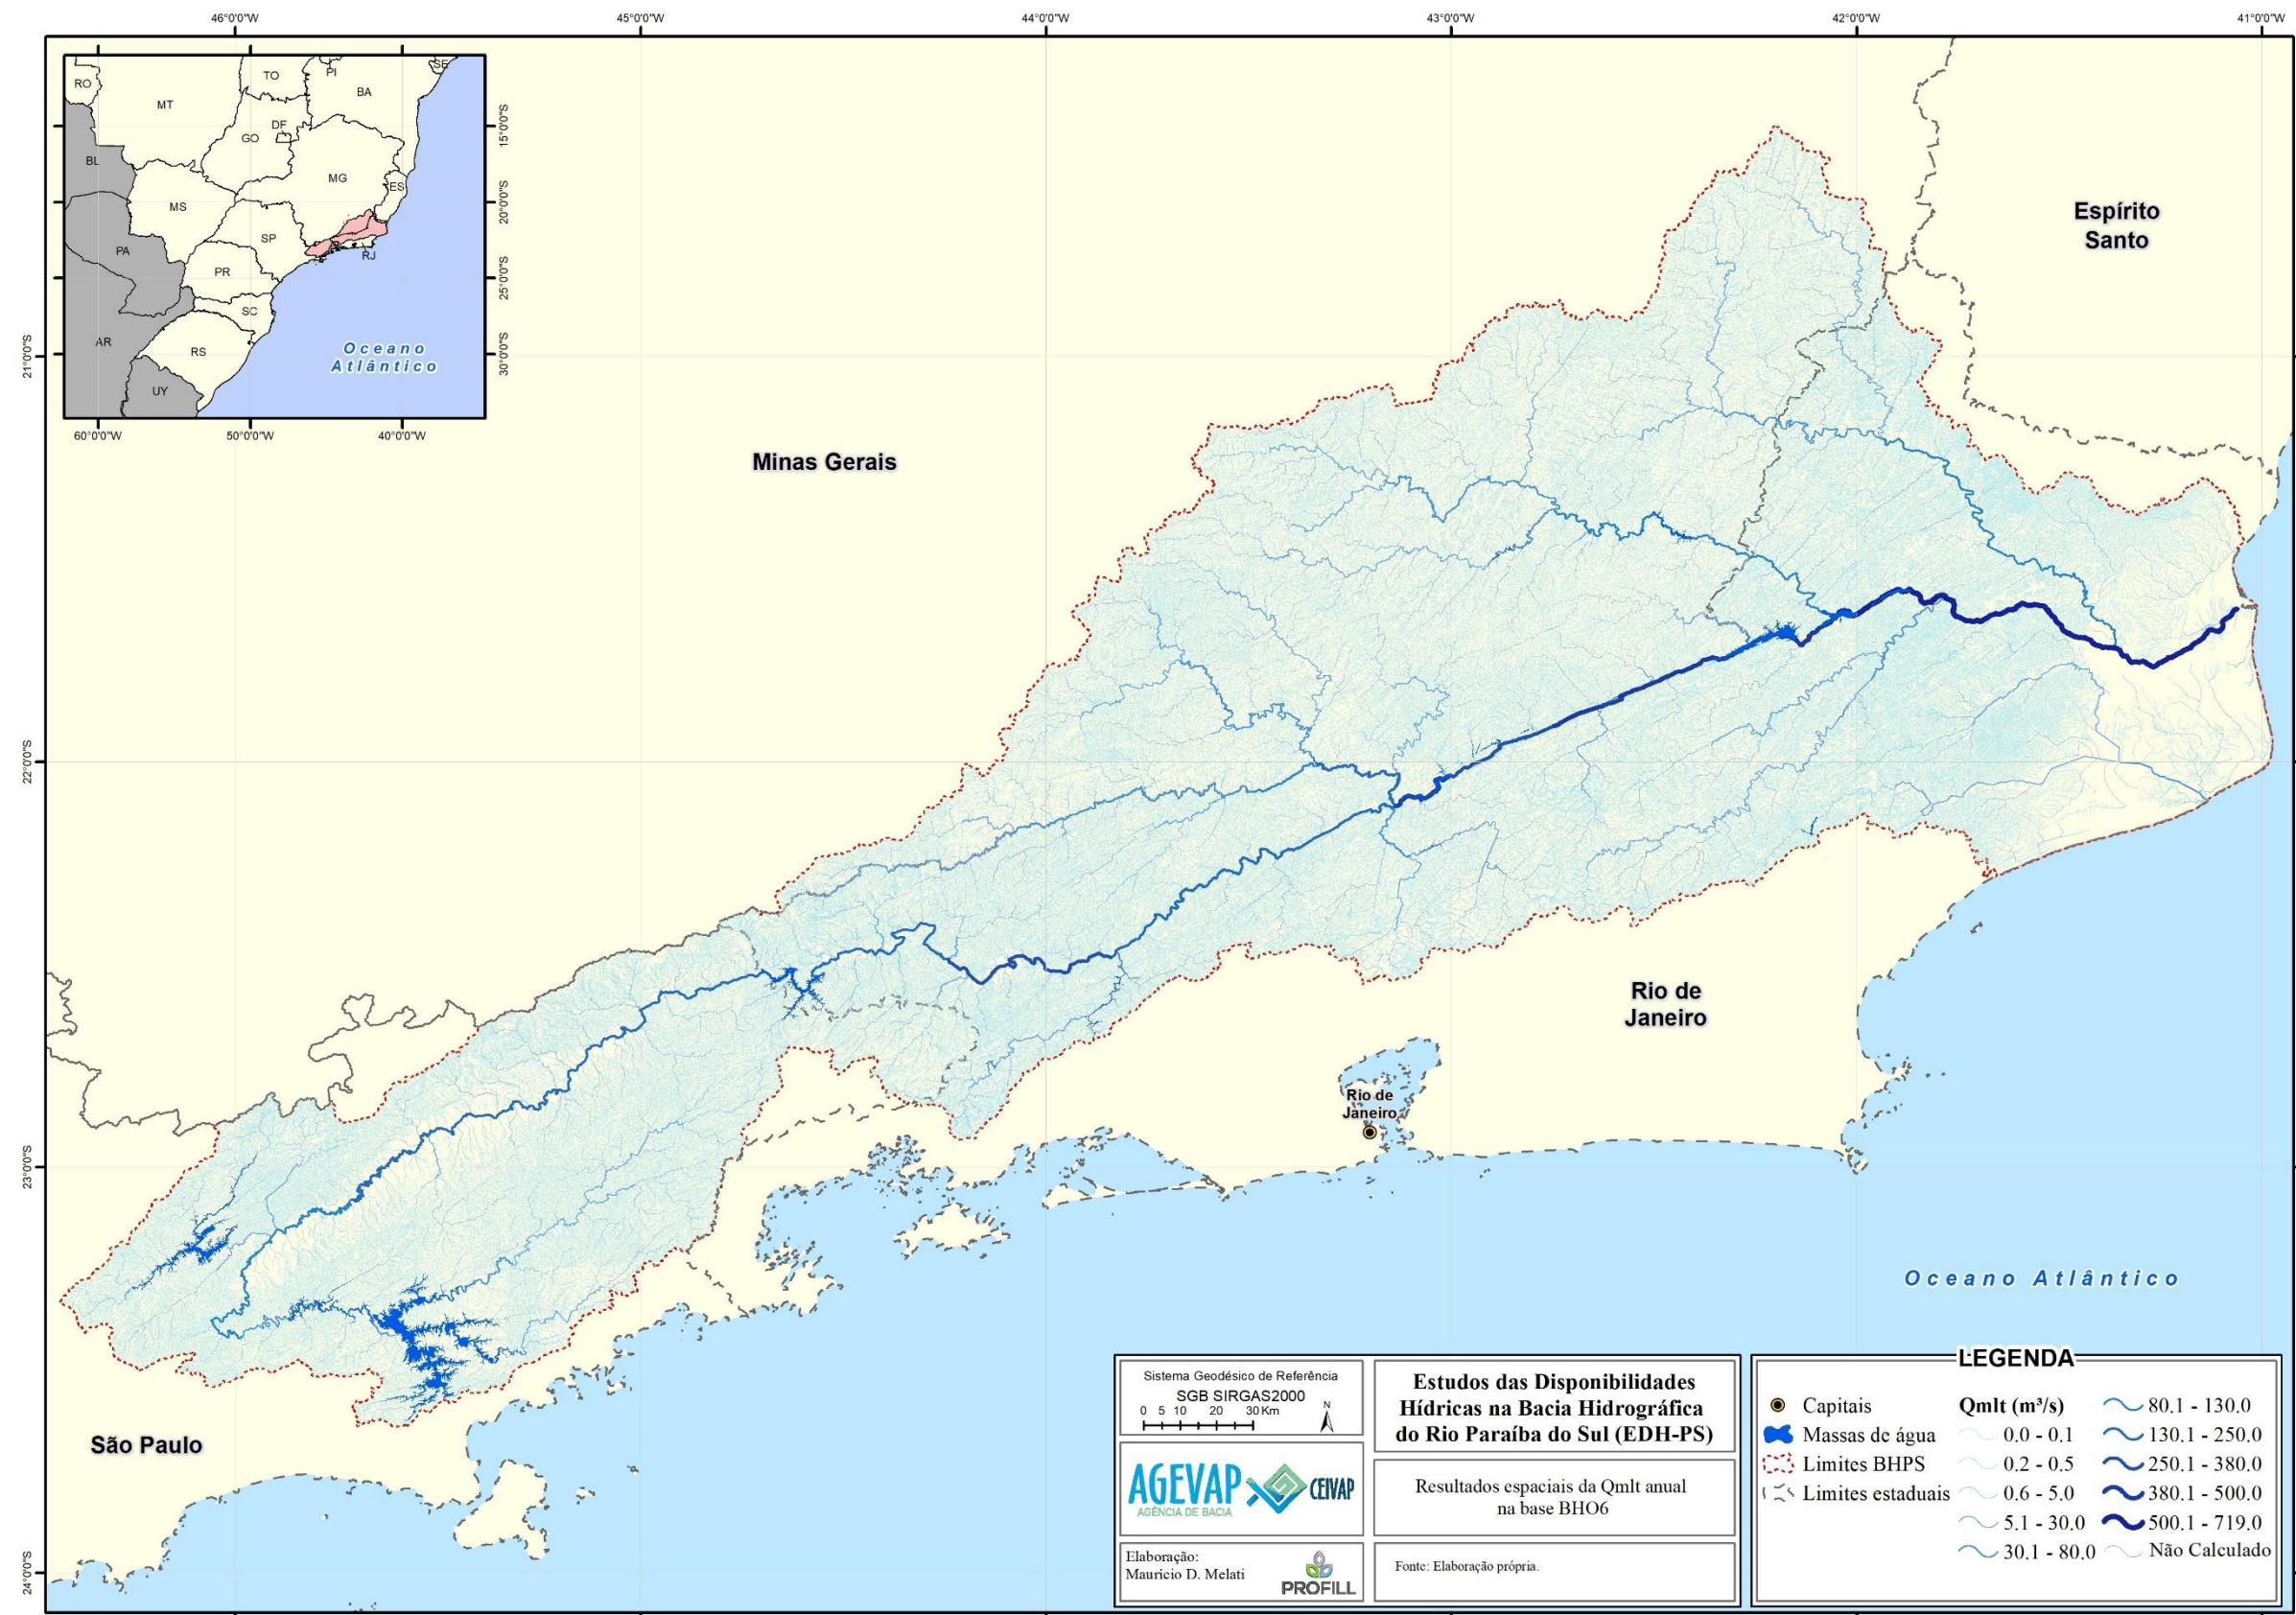 46°0'0"W
45°0'0"W
44°0'0"W
43°0'0"W
42°0'0"W
41°0'0"W
21°0'0"S
22°0'0"S
23°0'0"S
24°0'0"S
RO
MT
TO
PI
SE
BA
DF
GO
BL
MG
ES
MS
SP
PA
RJ
PR
SC
AR
RS
UY
Oceano
Atlântico
15°0'0"S
20°0'0"S
25°0'0"S
30°0'0"S
60°0'0"W
50°0'0"W
40°0'0"W
Espírito
Santo
Minas Gerais
Rio de
Janeiro
Rio de
Janeiro
São Paulo
Oceano Atlântico
Sistema Geodésico de Referência
SGB SIRGAS2000
0 5 10 20 30 Km
N
AGEVAP
AGÊNCIA DE BACIA
CEIVAP
Elaboração:
Maurício D. Melati
PROFILL
Estudos das Disponibilidades
Hídricas na Bacia Hidrográfica
do Rio Paraíba do Sul (EDH-PS)
Resultados espaciais da Qmlt anual
na base BHO6
Fonte: Elaboração própria.
LEGENDA
Capitais
Massas de água
Limites BHPS
Limites estaduais
Qmlt (m³/s)
0.0 - 0.1
0.2 - 0.5
0.6 - 5.0
5.1 - 30.0
30.1 - 80.0
80.1 - 130.0
130.1 - 250.0
250.1 - 380.0
380.1 - 500.0
500.1 - 719.0
Não Calculado